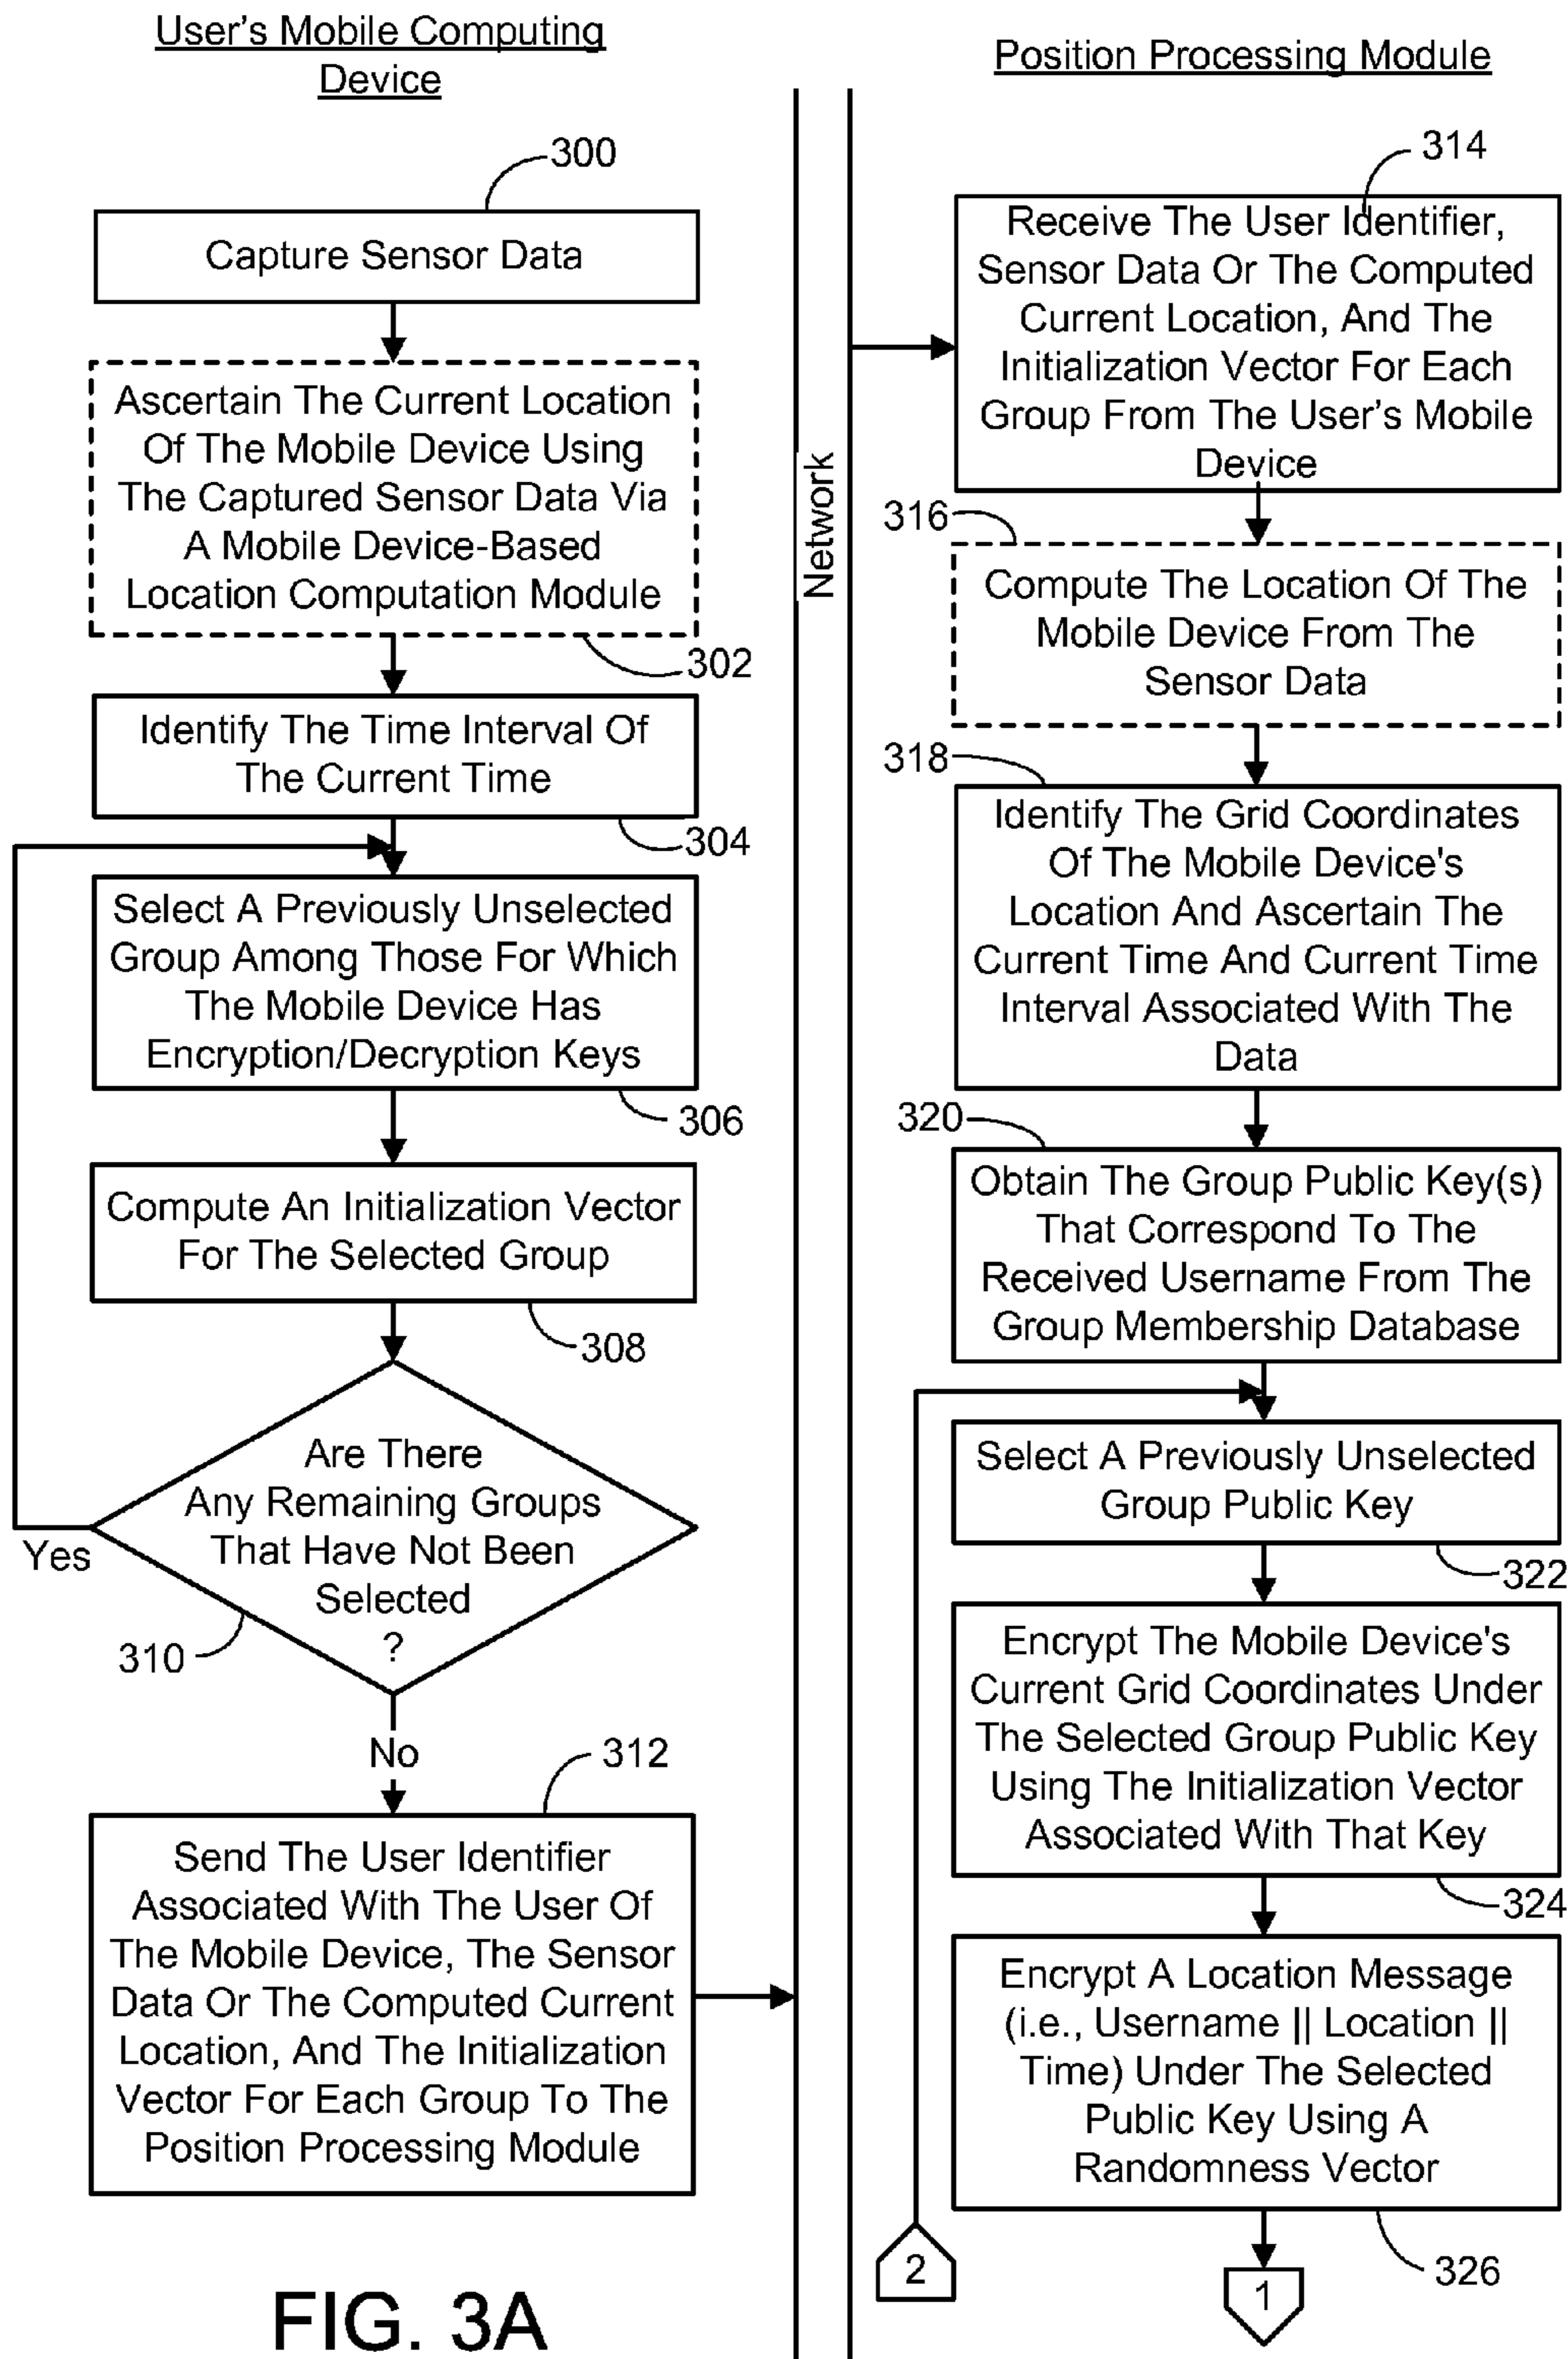 User's Mobile Computing
Device
300
Capture Sensor Data
Ascertain The Current Location
Of The Mobile Device Using
The Captured Sensor Data Via
A Mobile Device-Based
Location Computation Module
302
Identify The Time Interval Of
The Current Time
304
Select A Previously Unselected
Group Among Those For Which
The Mobile Device Has
Encryption/Decryption Keys
306
Compute An Initialization Vector
For The Selected Group
308
Are There
Any Remaining Groups
That Have Not Been
Selected
?
Yes
310
No
312
Send The User Identifier
Associated With The User Of
The Mobile Device, The Sensor
Data Or The Computed Current
Location, And The Initialization
Vector For Each Group To The
Position Processing Module
FIG. 3A
Network
Position Processing Module
314
Receive The User Identifier,
Sensor Data Or The Computed
Current Location, And The
Initialization Vector For Each
Group From The User's Mobile
Device
316
Compute The Location Of The
Mobile Device From The
Sensor Data
318
Identify The Grid Coordinates
Of The Mobile Device's
Location And Ascertain The
Current Time And Current Time
Interval Associated With The
Data
320
Obtain The Group Public Key(s)
That Correspond To The
Received Username From The
Group Membership Database
Select A Previously Unselected
Group Public Key
322
Encrypt The Mobile Device's
Current Grid Coordinates Under
The Selected Group Public Key
Using The Initialization Vector
Associated With That Key
324
Encrypt A Location Message
(i.e., Username || Location ||
Time) Under The Selected
Public Key Using A
Randomness Vector
326
2
1